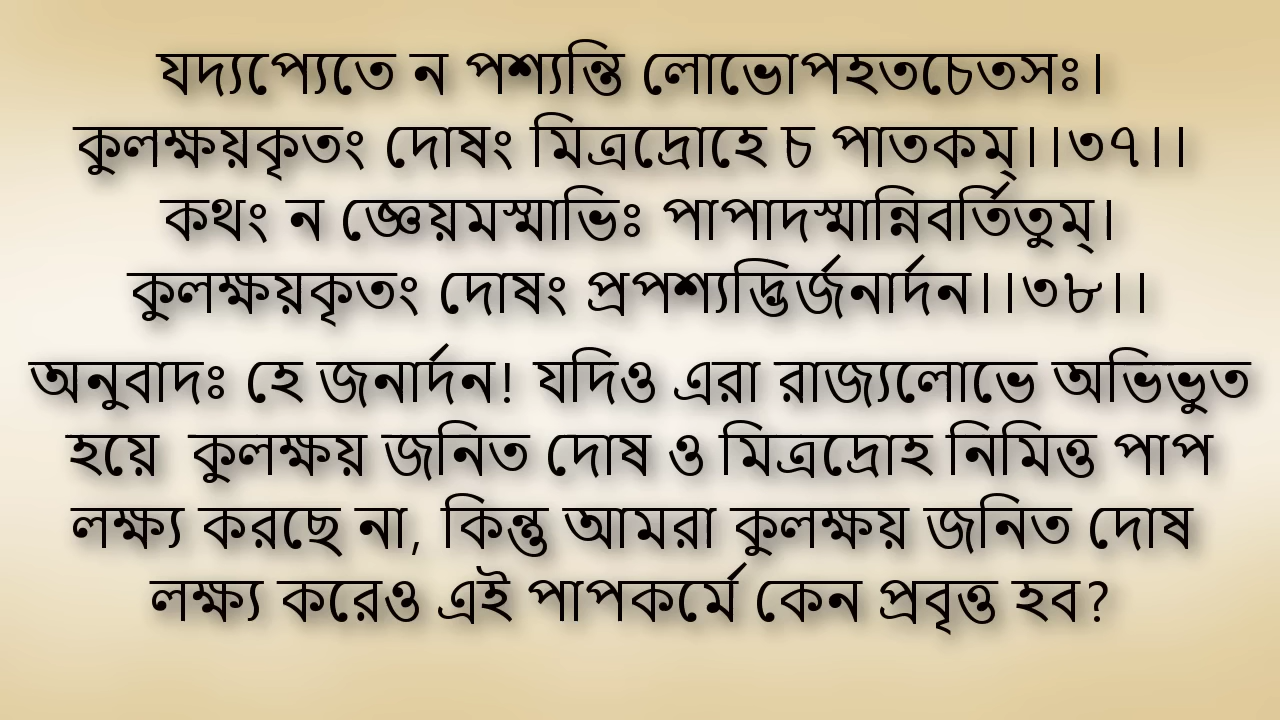 যদ্যপ্যেতে ন পশ্যন্তি লোভোপহতচেতসঃ।
কুলক্ষয়কৃতং দোষং মিত্রদ্রোহে চ পাতকম্।।৩৭।।
কথং ন জ্ঞেয়মস্মাভিঃ পাপাদস্মান্নিবর্তিতুম্।
কুলক্ষয়কৃতং দোষং প্রপশ্যদ্ভির্জনার্দন।।৩৮।।
অনুবাদঃ হে জনার্দন! যদিও এরা রাজ্যলোভে অভিভুত
হয়ে কুলক্ষয় জনিত দোষ ও মিত্রদ্রোহ নিমিত্ত পাপ
লক্ষ্য করছে না, কিন্তু আমরা কুলক্ষয় জনিত দোষ
লক্ষ্য করেও এই পাপকর্মে কেন প্রবৃত্ত হব?